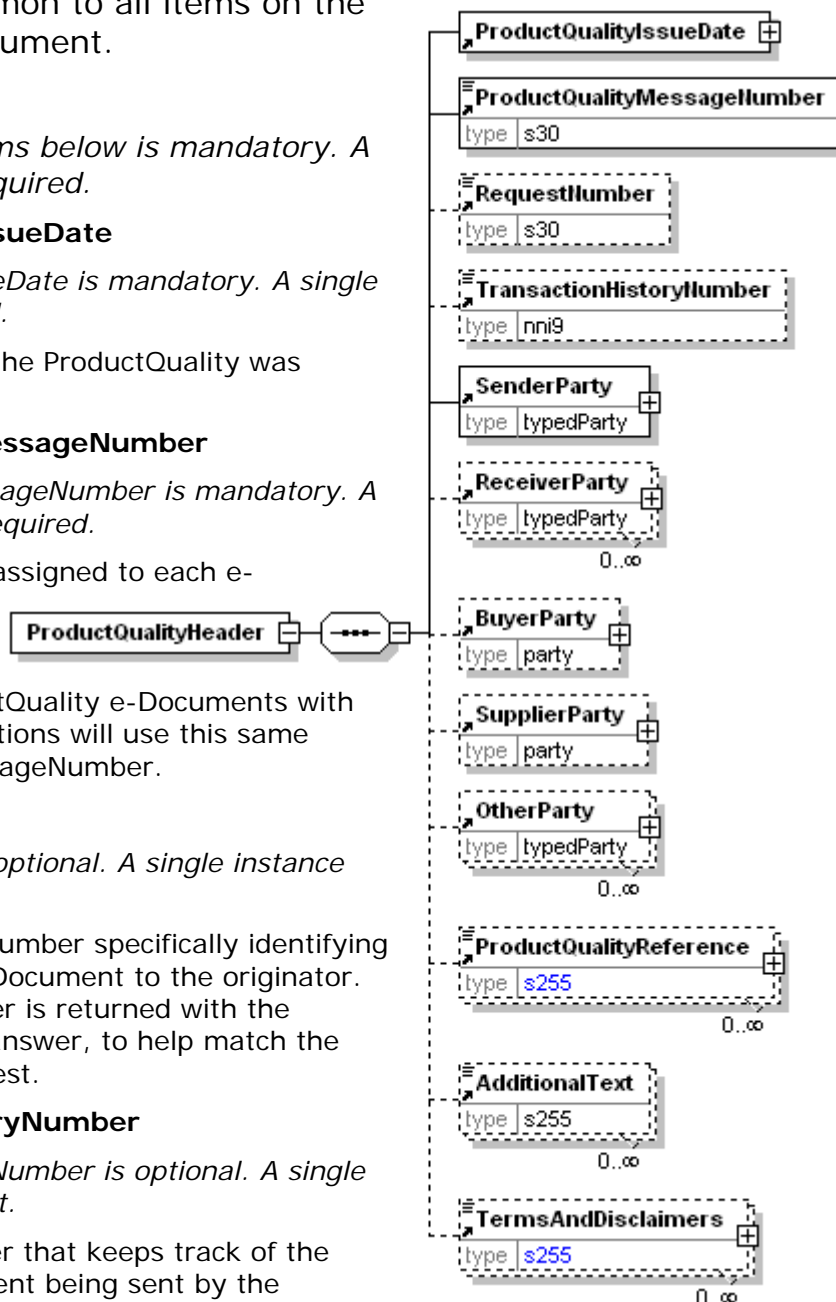 mon to all items on the
ument.
ms below is mandatory. A
quired.
sueDate
eDate is mandatory. A single
.
he ProductQuality was
essageNumber
sageNumber is mandatory. A
equired.
assigned to each e-
tQuality e-Documents with
tions will use this same
ageNumber.
optional. A single instance
umber specifically identifying
Document to the originator.
er is returned with the
nswer, to help match the
est.
ryNumber
Number is optional. A single
t.
er that keeps track of the
ent being sent by the
ProductQualityHeader
ProductQualityIssueDate
ProductQualityMessageNumber
type s30
RequestNumber
type s30
TransactionHistoryNumber
type nni9
SenderParty
type typedParty
ReceiverParty
type typedParty
0..∞
BuyerParty
type party
SupplierParty
type party
OtherParty
type typedParty
0..∞
ProductQualityReference
type s255
0..∞
AdditionalText
type s255
0..∞
TermsAndDisclaimers
type s255
0..∞